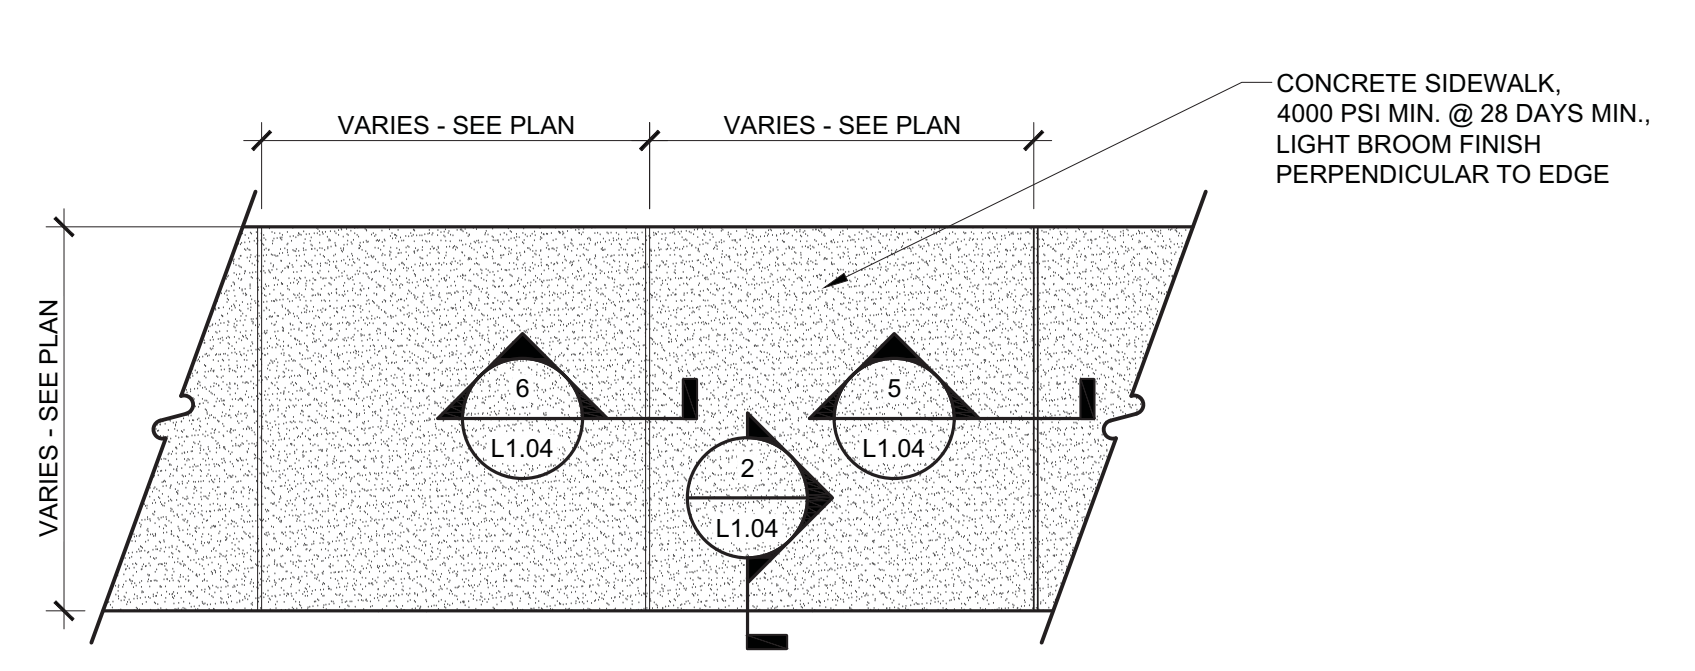 CONCRETE SIDEWALK,
4000 PSI MIN. @ 28 DAYS MIN.,
LIGHT BROOM FINISH
PERPENDICULAR TO EDGE
VARIES - SEE PLAN
VARIES - SEE PLAN
VARIES - SEE PLAN
6
L1.04
5
L1.04
2
L1.04